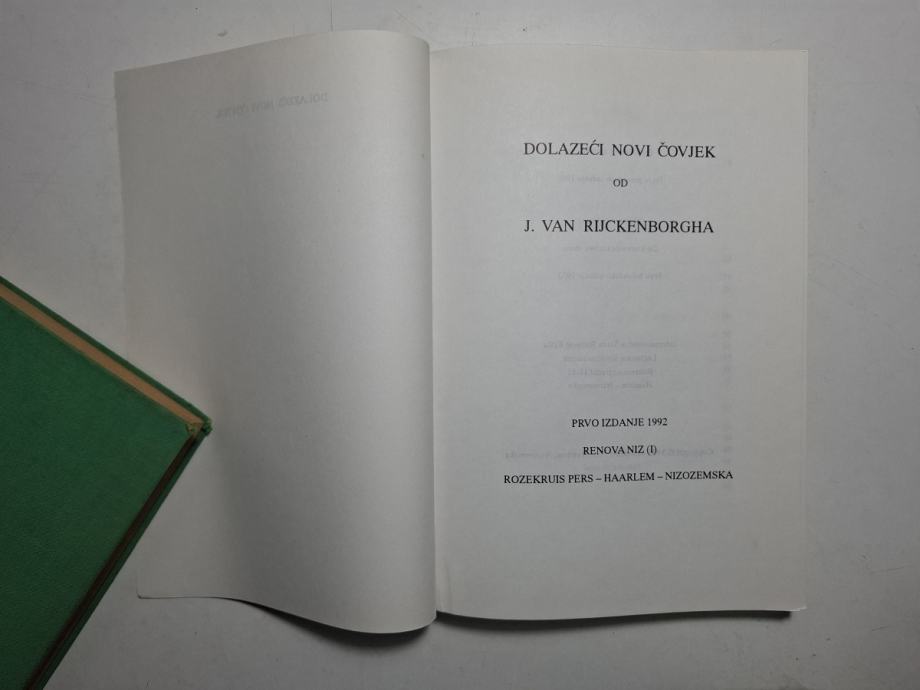 DOLAZEĆI NOVI ČOVJEK
OD
J. VAN RIJCKENBORGHA
PRVO IZDANJE 1992
RENOVA NIZ (I)
ROZEKRUIS PERS – HAARLEM – NIZOZEMSKA